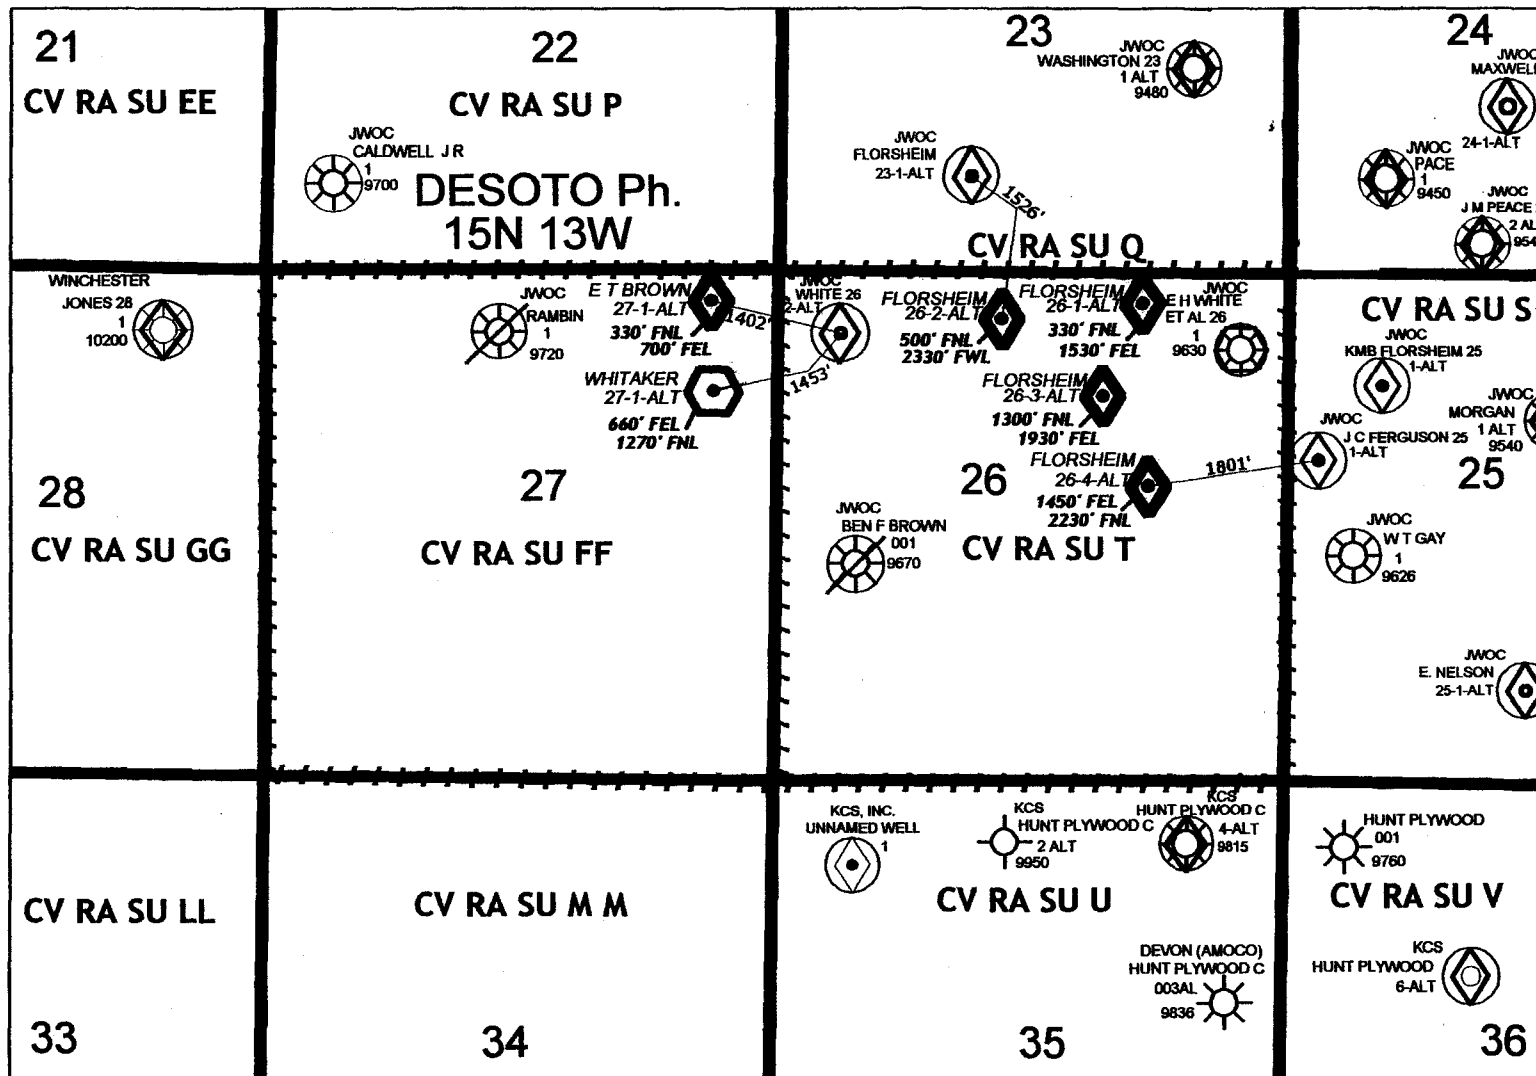 21
CV RA SU EE
22
CV RA SU P
JWOC
CALDWELL J R
1
9700
DESOTO Ph.
15N 13W
23
JWOC
WASHINGTON 23
1 ALT
9480
JWOC
FLORSHEIM
23-1-ALT
1526'
CV RA SU Q
24
JWOC
MAXWELL
24-1-ALT
JWOC
PACE
1
9450
JWOC
J M PEACE
2 AL
954
WINCHESTER
JONES 28
1
10200
28
CV RA SU GG
JWOC
RAMBIN
1
9720
E T BROWN
27-1-ALT
330' FNL
700' FEL
1402'
WHITAKER
27-1-ALT
660' FEL
1270' FNL
1453'
27
CV RA SU FF
JWOC
WHITE 26
2-ALT
FLORSHEIM
26-2-ALT
500' FNL
2330' FWL
FLORSHEIM
26-1-ALT
330' FNL
1530' FEL
JWOC
E H WHITE
ET AL 26
1
9630
FLORSHEIM
26-3-ALT
1300' FNL
1930' FEL
FLORSHEIM
26-4-ALT
1450' FEL
2230' FNL
1801'
26
CV RA SU T
JWOC
BEN F BROWN
001
9670
CV RA SU S
JWOC
KMB FLORSHEIM 25
1-ALT
JWOC
J C FERGUSON 25
1-ALT
JWOC
MORGAN
1 ALT
9540
25
JWOC
W T GAY
1
9626
JWOC
E. NELSON
25-1-ALT
CV RA SU LL
33
CV RA SU M M
34
KCS, INC.
UNNAMED WELL
1
KCS
HUNT PLYWOOD C
2 ALT
9950
KCS
HUNT PLYWOOD C
4-ALT
9815
CV RA SU U
DEVON (AMOCO)
HUNT PLYWOOD C
003AL
9836
35
HUNT PLYWOOD
001
9760
CV RA SU V
KCS
HUNT PLYWOOD
6-ALT
36